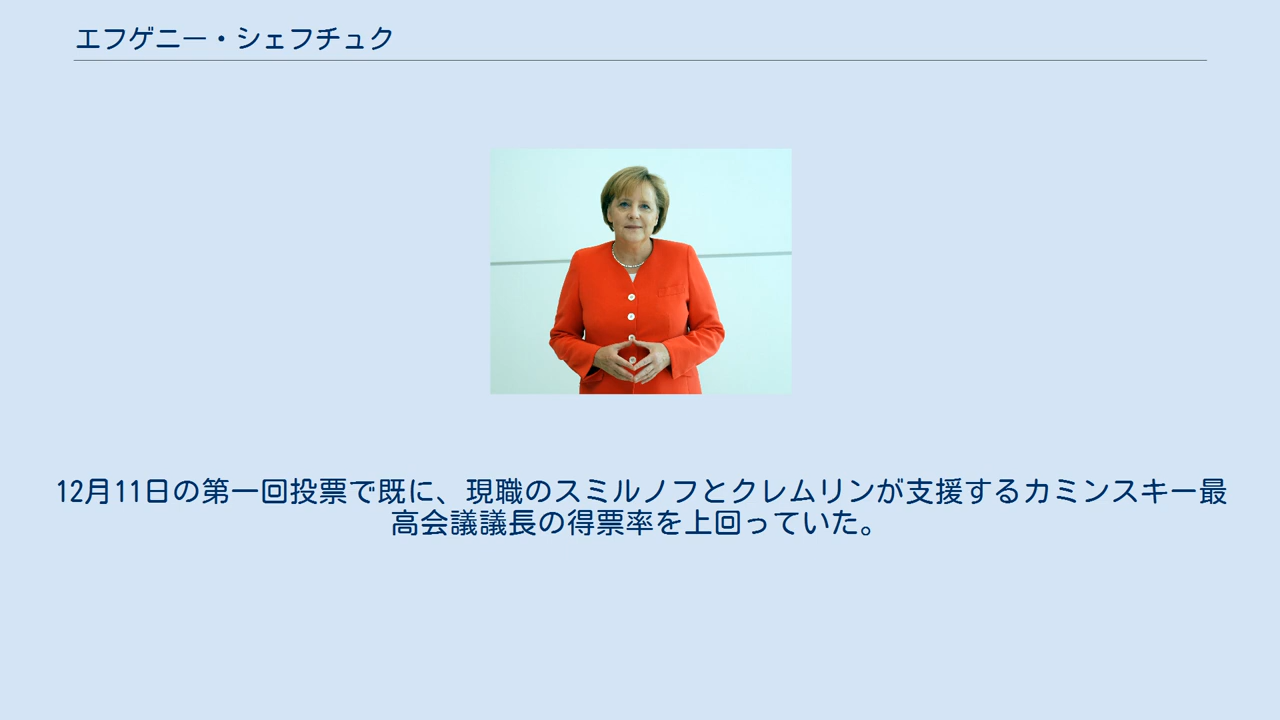 エフゲニー・シェフチュク
12月11日の第一回投票で既に、現職のスミルノフとクレムリンが支援するカミンスキー最
高会議議長の得票率を上回っていた。